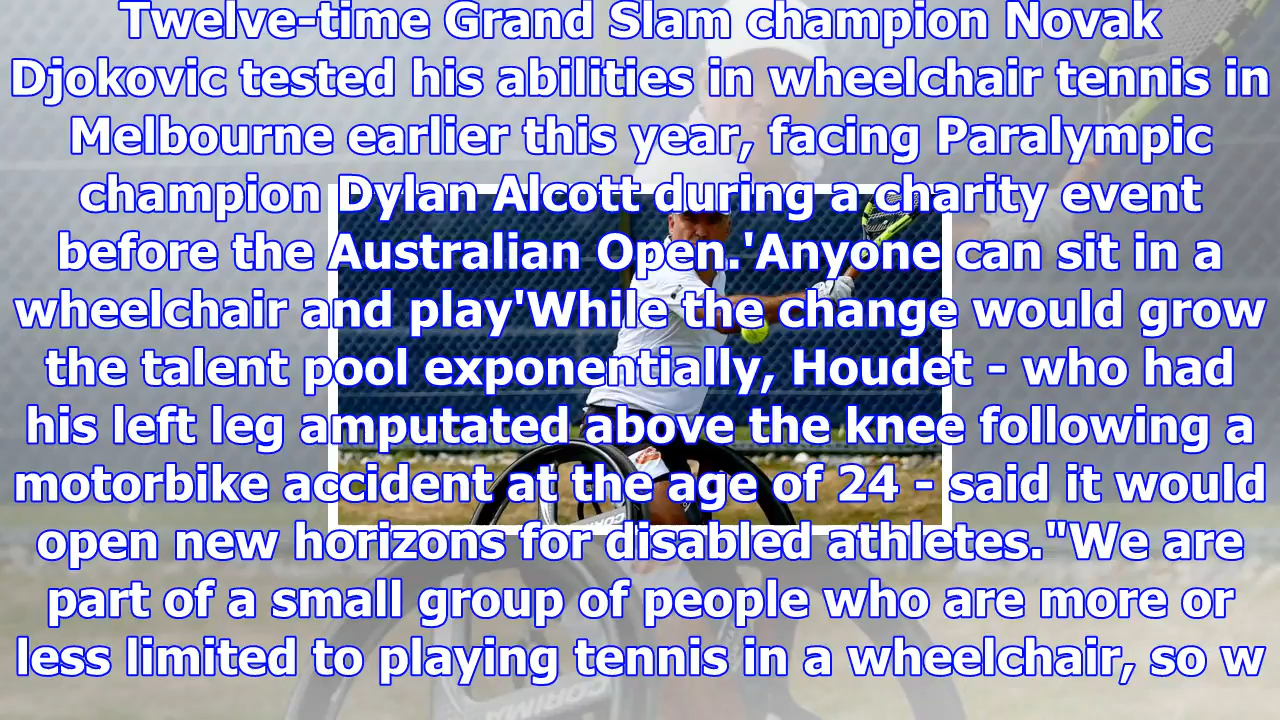 Twelve-time Grand Slam champion Novak
Djokovic tested his abilities in wheelchair tennis in
Melbourne earlier this year, facing Paralympic
champion Dylan Alcott during a charity event
before the Australian Open.'Anyone can sit in a
wheelchair and play'While the change would grow
the talent pool exponentially, Houdet - who had
his left leg amputated above the knee following a
motorbike accident at the age of 24 - said it would
open new horizons for disabled athletes."We are
part of a small group of people who are more or
less limited to playing tennis in a wheelchair, so w